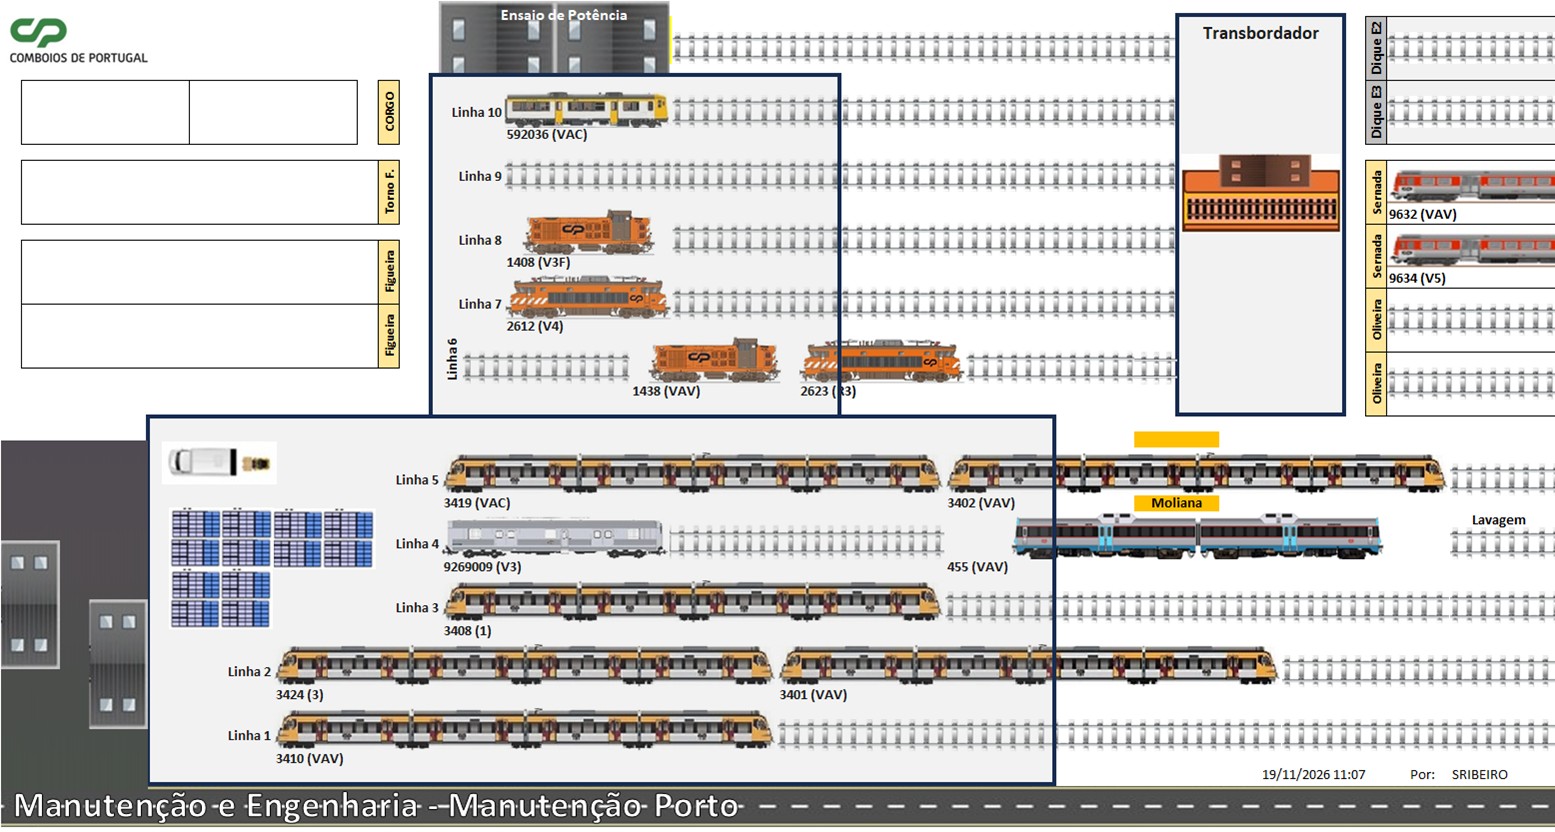 CP
COMBOIOS DE PORTUGAL
Ensaio de Potência
Transbordador
Dique E2
Dique E3
CORGO
Torno F.
Figueira
Figueira
Linha 10
592036 (VAC)
Linha 9
Linha 8
1408 (V3F)
Linha 7
2612 (V4)
Linha 6
1438 (VAV)
2623 (R3)
Sernada
9632 (VAV)
Sernada
9634 (V5)
Oliveira
Oliveira
Linha 5
3419 (VAC)
3402 (VAV)
Moliana
Lavagem
Linha 4
9269009 (V3)
455 (VAV)
Linha 3
3408 (1)
Linha 2
3424 (3)
3401 (VAV)
Linha 1
3410 (VAV)
19/11/2026 11:07 Por: SRIBEIRO
Manutenção e Engenharia - Manutenção Porto